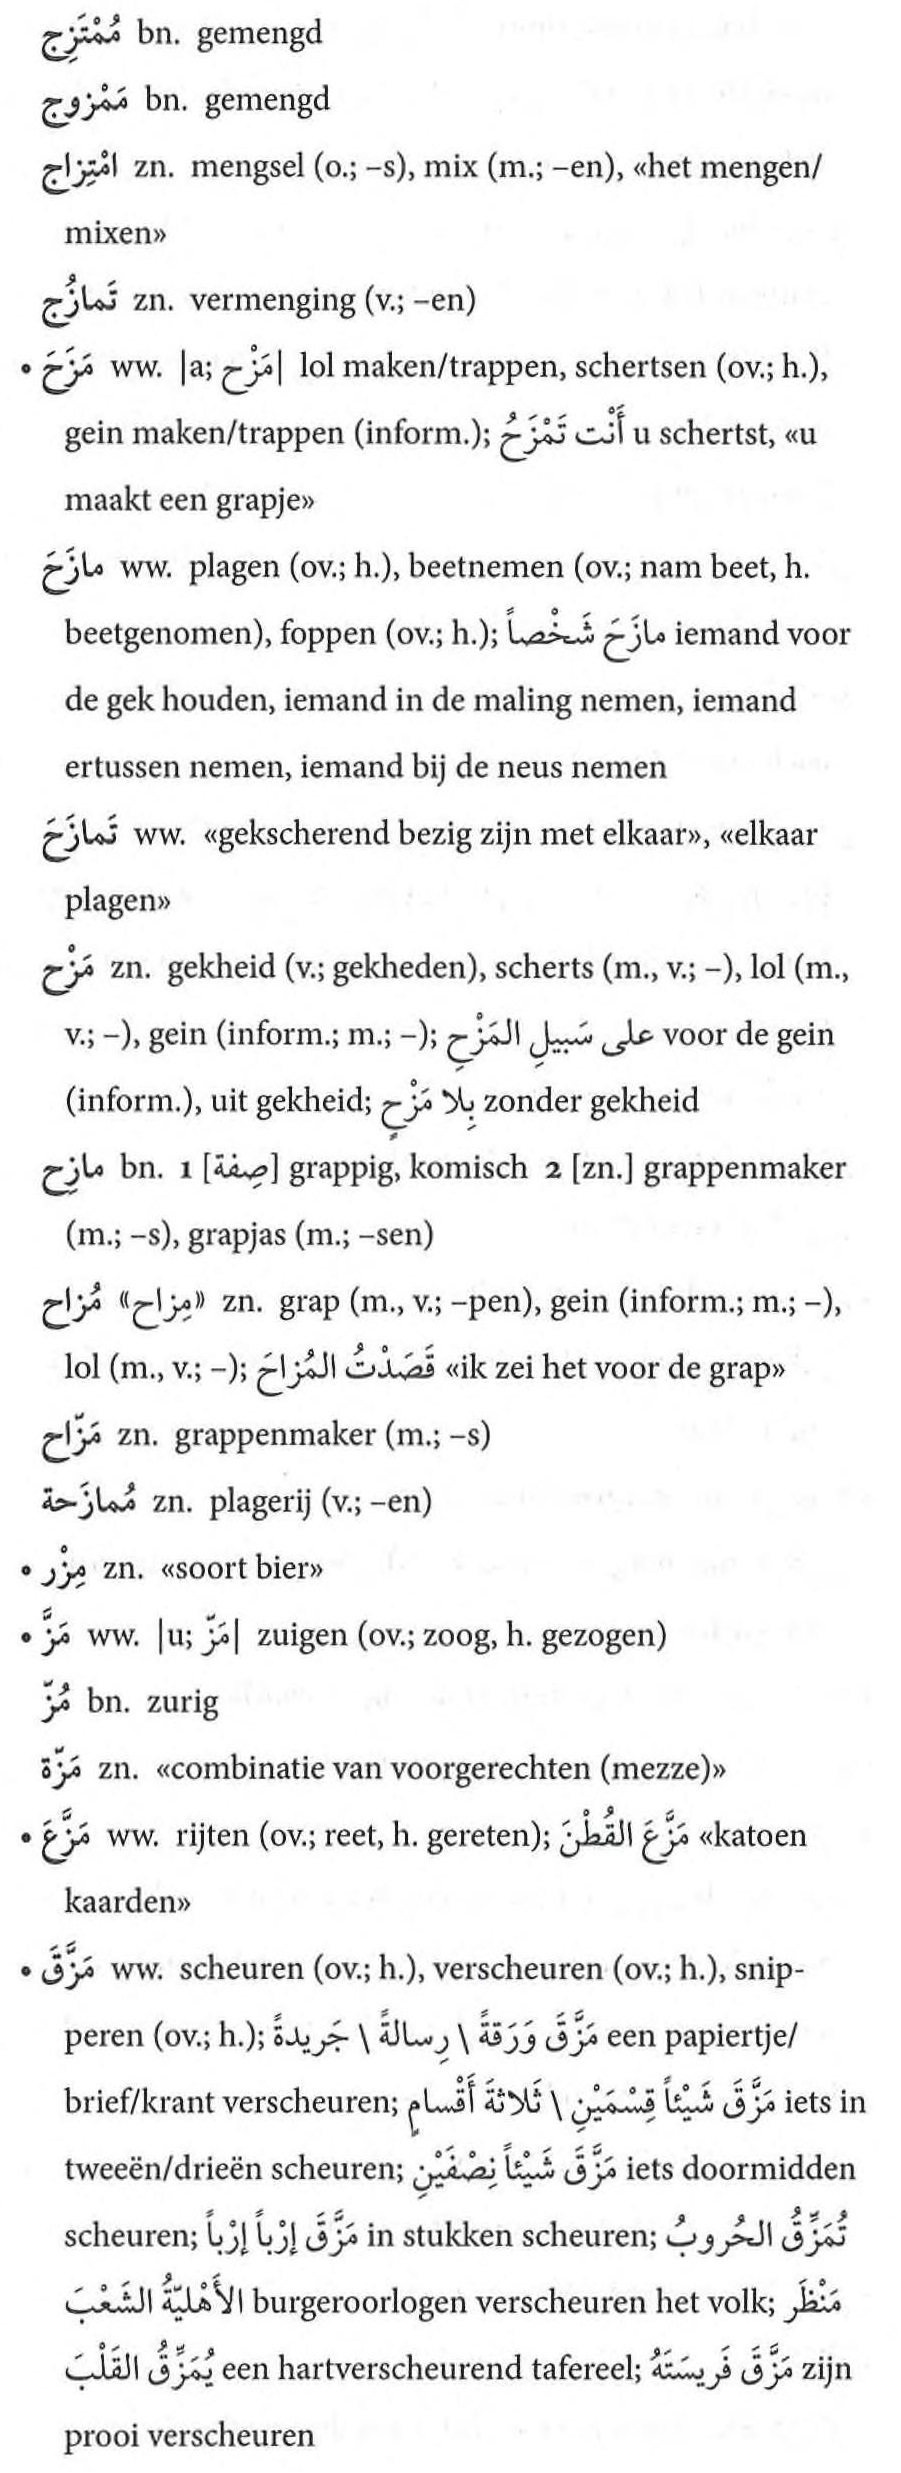 مُمْتَزِج bn. gemengd
مَمْزوج bn. gemengd
امْتِزاج zn. mengsel (o.; –s), mix (m.; –en), «het mengen/
mixen»
تَمازُج zn. vermenging (v.; –en)
• مَزَحَ ww. |a; مَزْح| lol maken/trappen, schertsen (ov.; h.),
gein maken/trappen (inform.); أَنْت تَمْزَحُ u schertst, «u
maakt een grapje»
مازَحَ ww. plagen (ov.; h.), beetnemen (ov.; nam beet, h.
beetgenomen), foppen (ov.; h.); مازَحَ شَخْصاً iemand voor
de gek houden, iemand in de maling nemen, iemand
ertussen nemen, iemand bij de neus nemen
تَمازَحَ ww. «gekscherend bezig zijn met elkaar», «elkaar
plagen»
مَزْح zn. gekheid (v.; gekheden), scherts (m., v.; –), lol (m.,
v.; –), gein (inform.; m.; –); على سَبيلِ المَزْحِ voor de gein
(inform.), uit gekheid; بِلا مَزْحٍ zonder gekheid
مازِح bn. 1 [صِفة] grappig, komisch 2 [zn.] grappenmaker
(m.; –s), grapjas (m.; –sen)
مُزاح «مِزاح» zn. grap (m., v.; –pen), gein (inform.; m.; –),
lol (m., v.; –); قَصَدْتُ المُزاحَ «ik zei het voor de grap»
مَزّاح zn. grappenmaker (m.; –s)
مُمازَحة zn. plagerij (v.; –en)
• مِزْر zn. «soort bier»
• مَزَّ ww. |u; مَزّ| zuigen (ov.; zoog, h. gezogen)
مُزّ bn. zurig
مَزّة zn. «combinatie van voorgerechten (mezze)»
• مَزَّعَ ww. rijten (ov.; reet, h. gereten); مَزَّعَ القُطْنَ «katoen
kaarden»
• مَزَّقَ ww. scheuren (ov.; h.), verscheuren (ov.; h.), snip-
peren (ov.; h.); مَزَّقَ وَرَقةً \ رِسالةً \ جَريدةً een papiertje/
brief/krant verscheuren; مَزَّقَ شَيْئاً قِسْمَيْنِ \ ثَلاثةَ أَقْسامٍ iets in
tweeën/drieën scheuren; مَزَّقَ شَيْئاً نِصْفَيْنِ iets doormidden
scheuren; مَزَّقَ إرْباً إرْباً in stukken scheuren; تُمَزِّقُ الحُروبُ
الأَهْليّةُ الشَعْبَ burgeroorlogen verscheuren het volk; مَنْظَر
يُمَزِّقُ القَلْبَ een hartverscheurend tafereel; مَزَّقَ فَريسَتَهُ zijn
prooi verscheuren